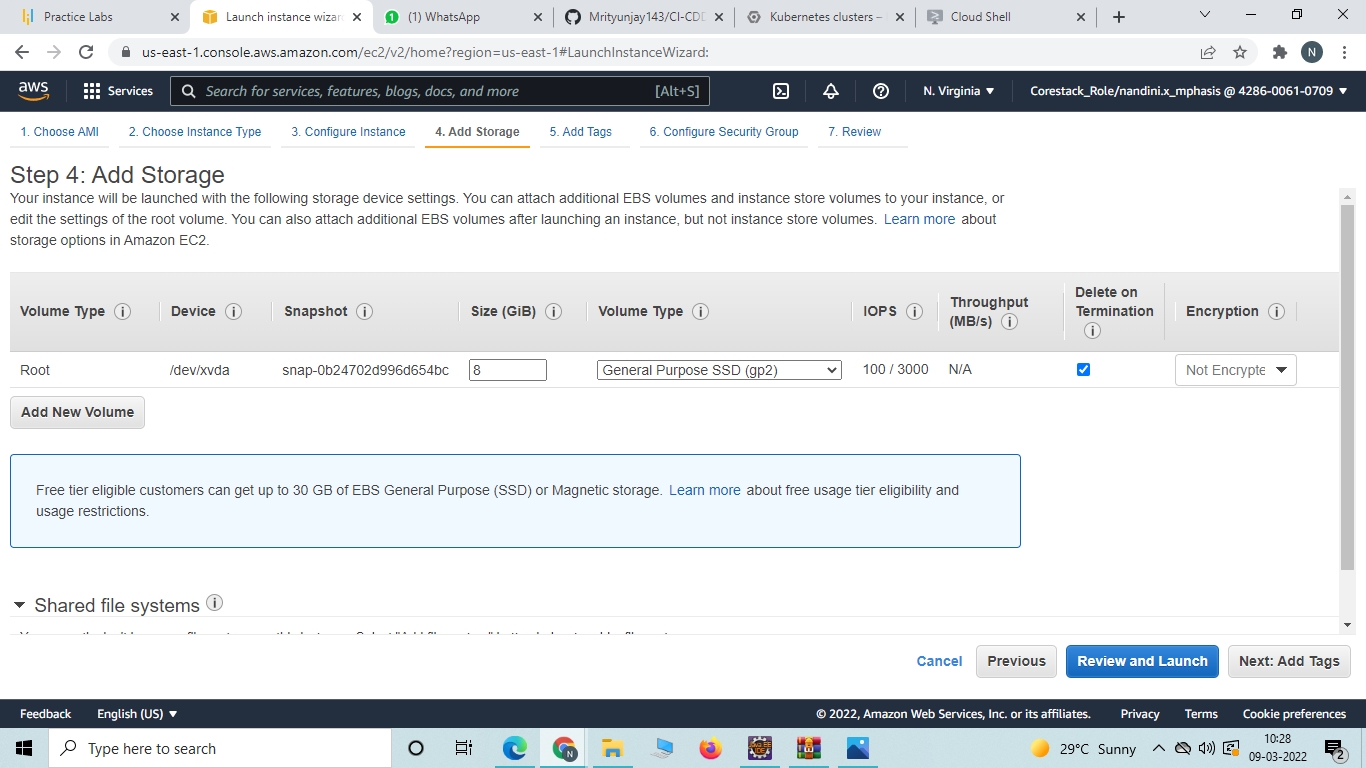 Practice Labs
Launch instance wizar
(1) WhatsApp
Mrityunjay143/CI-CDD
Kubernetes clusters –
Cloud Shell
us-east-1.console.aws.amazon.com/ec2/v2/home?region=us-east-1#LaunchInstanceWizard:
N
aws
Services
Search for services, features, blogs, docs, and more
[Alt+S]
N. Virginia
Corestack_Role/nandini.x_mphasis @ 4286-0061-0709
1. Choose AMI
2. Choose Instance Type
3. Configure Instance
4. Add Storage
5. Add Tags
6. Configure Security Group
7. Review
Step 4: Add Storage
Your instance will be launched with the following storage device settings. You can attach additional EBS volumes and instance store volumes to your instance, or
edit the settings of the root volume. You can also attach additional EBS volumes after launching an instance, but not instance store volumes. Learn more about
storage options in Amazon EC2.
Volume Type
Device
Snapshot
Size (GiB)
Volume Type
IOPS
Throughput
(MB/s)
Delete on
Termination
Encryption
Root
/dev/xvda
snap-0b24702d996d654bc
8
General Purpose SSD (gp2)
100 / 3000
N/A
Not Encrypte
Add New Volume
Free tier eligible customers can get up to 30 GB of EBS General Purpose (SSD) or Magnetic storage. Learn more about free usage tier eligibility and
usage restrictions.
Shared file systems
Cancel
Previous
Review and Launch
Next: Add Tags
Feedback
English (US)
© 2022, Amazon Web Services, Inc. or its affiliates.
Privacy
Terms
Cookie preferences
Type here to search
N
29°C Sunny
10:28
09-03-2022
2